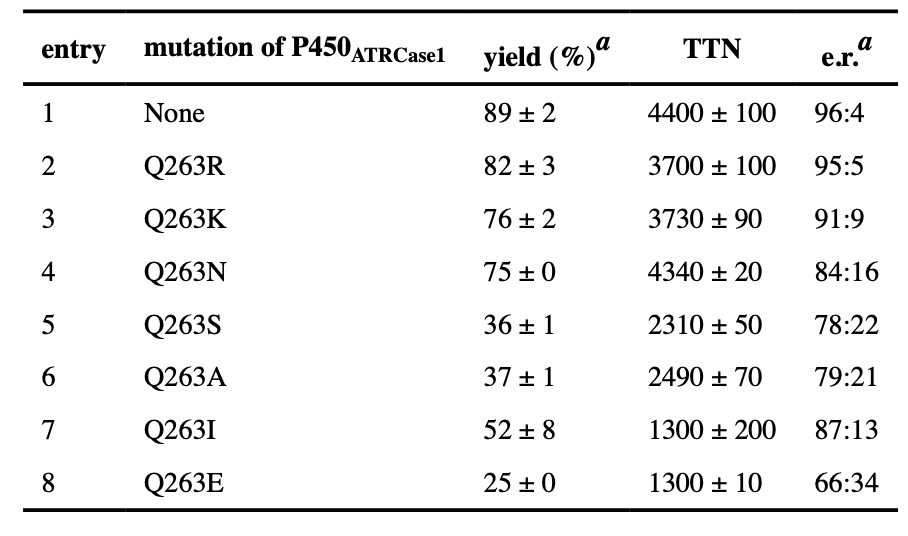 entry mutation of P450ATRCase1 yield (%)a TTN e.r.a
1 None 89 ± 2 4400 ± 100 96:4
2 Q263R 82 ± 3 3700 ± 100 95:5
3 Q263K 76 ± 2 3730 ± 90 91:9
4 Q263N 75 ± 0 4340 ± 20 84:16
5 Q263S 36 ± 1 2310 ± 50 78:22
6 Q263A 37 ± 1 2490 ± 70 79:21
7 Q263I 52 ± 8 1300 ± 200 87:13
8 Q263E 25 ± 0 1300 ± 10 66:34